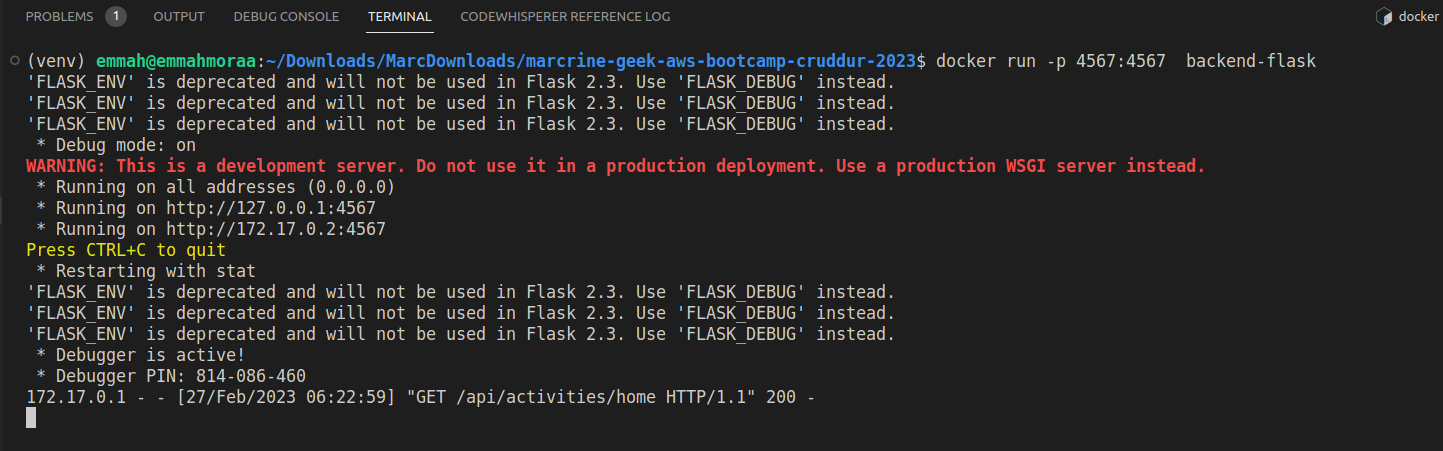 PROBLEMS 1 OUTPUT DEBUG CONSOLE TERMINAL CODEWHISPERER REFERENCE LOG docker
(venv) emmah@emmahmoraa:~/Downloads/MarcDownloads/marcrine-geek-aws-bootcamp-cruddur-2023$ docker run -p 4567:4567  backend-flask
'FLASK_ENV' is deprecated and will not be used in Flask 2.3. Use 'FLASK_DEBUG' instead.
'FLASK_ENV' is deprecated and will not be used in Flask 2.3. Use 'FLASK_DEBUG' instead.
'FLASK_ENV' is deprecated and will not be used in Flask 2.3. Use 'FLASK_DEBUG' instead.
 * Debug mode: on
WARNING: This is a development server. Do not use it in a production deployment. Use a production WSGI server instead.
 * Running on all addresses (0.0.0.0)
 * Running on http://127.0.0.1:4567
 * Running on http://172.17.0.2:4567
Press CTRL+C to quit
 * Restarting with stat
'FLASK_ENV' is deprecated and will not be used in Flask 2.3. Use 'FLASK_DEBUG' instead.
'FLASK_ENV' is deprecated and will not be used in Flask 2.3. Use 'FLASK_DEBUG' instead.
'FLASK_ENV' is deprecated and will not be used in Flask 2.3. Use 'FLASK_DEBUG' instead.
 * Debugger is active!
 * Debugger PIN: 814-086-460
172.17.0.1 - - [27/Feb/2023 06:22:59] "GET /api/activities/home HTTP/1.1" 200 -